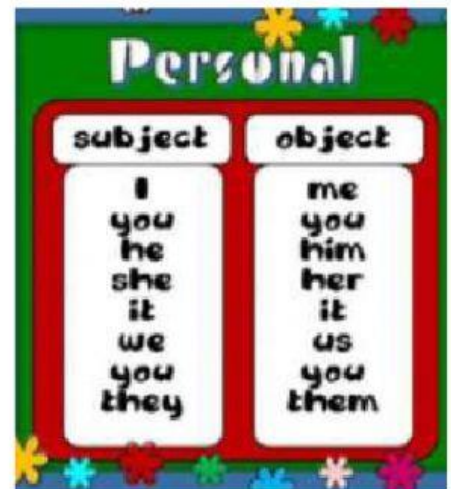 Personal
subject object
I me
you you
he him
she her
it it
we us
you you
they them